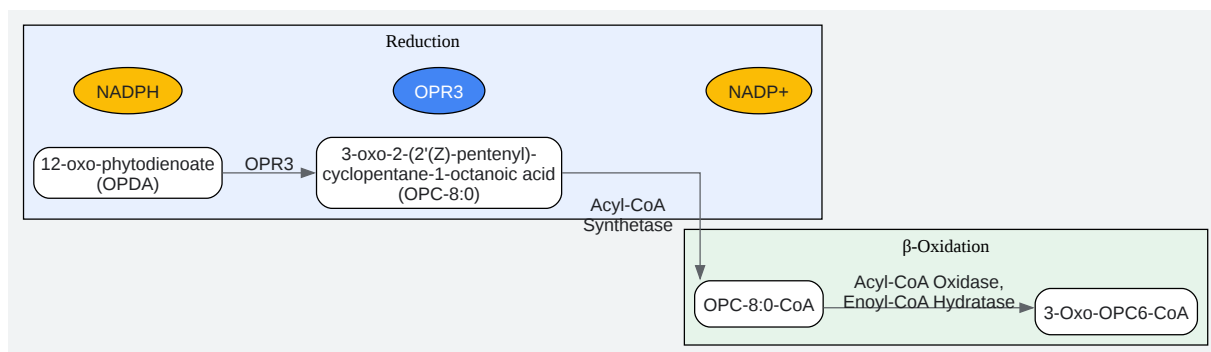 Reduction
NADPH
OPR3
NADP+
12-oxo-phytodienoate
(OPDA)
OPR3
3-oxo-2-(2'(Z)-pentenyl)-
cyclopentane-1-octanoic acid
(OPC-8:0)
Acyl-CoA
Synthetase
β-Oxidation
OPC-8:0-CoA
Acyl-CoA Oxidase,
Enoyl-CoA Hydratase
3-Oxo-OPC6-CoA